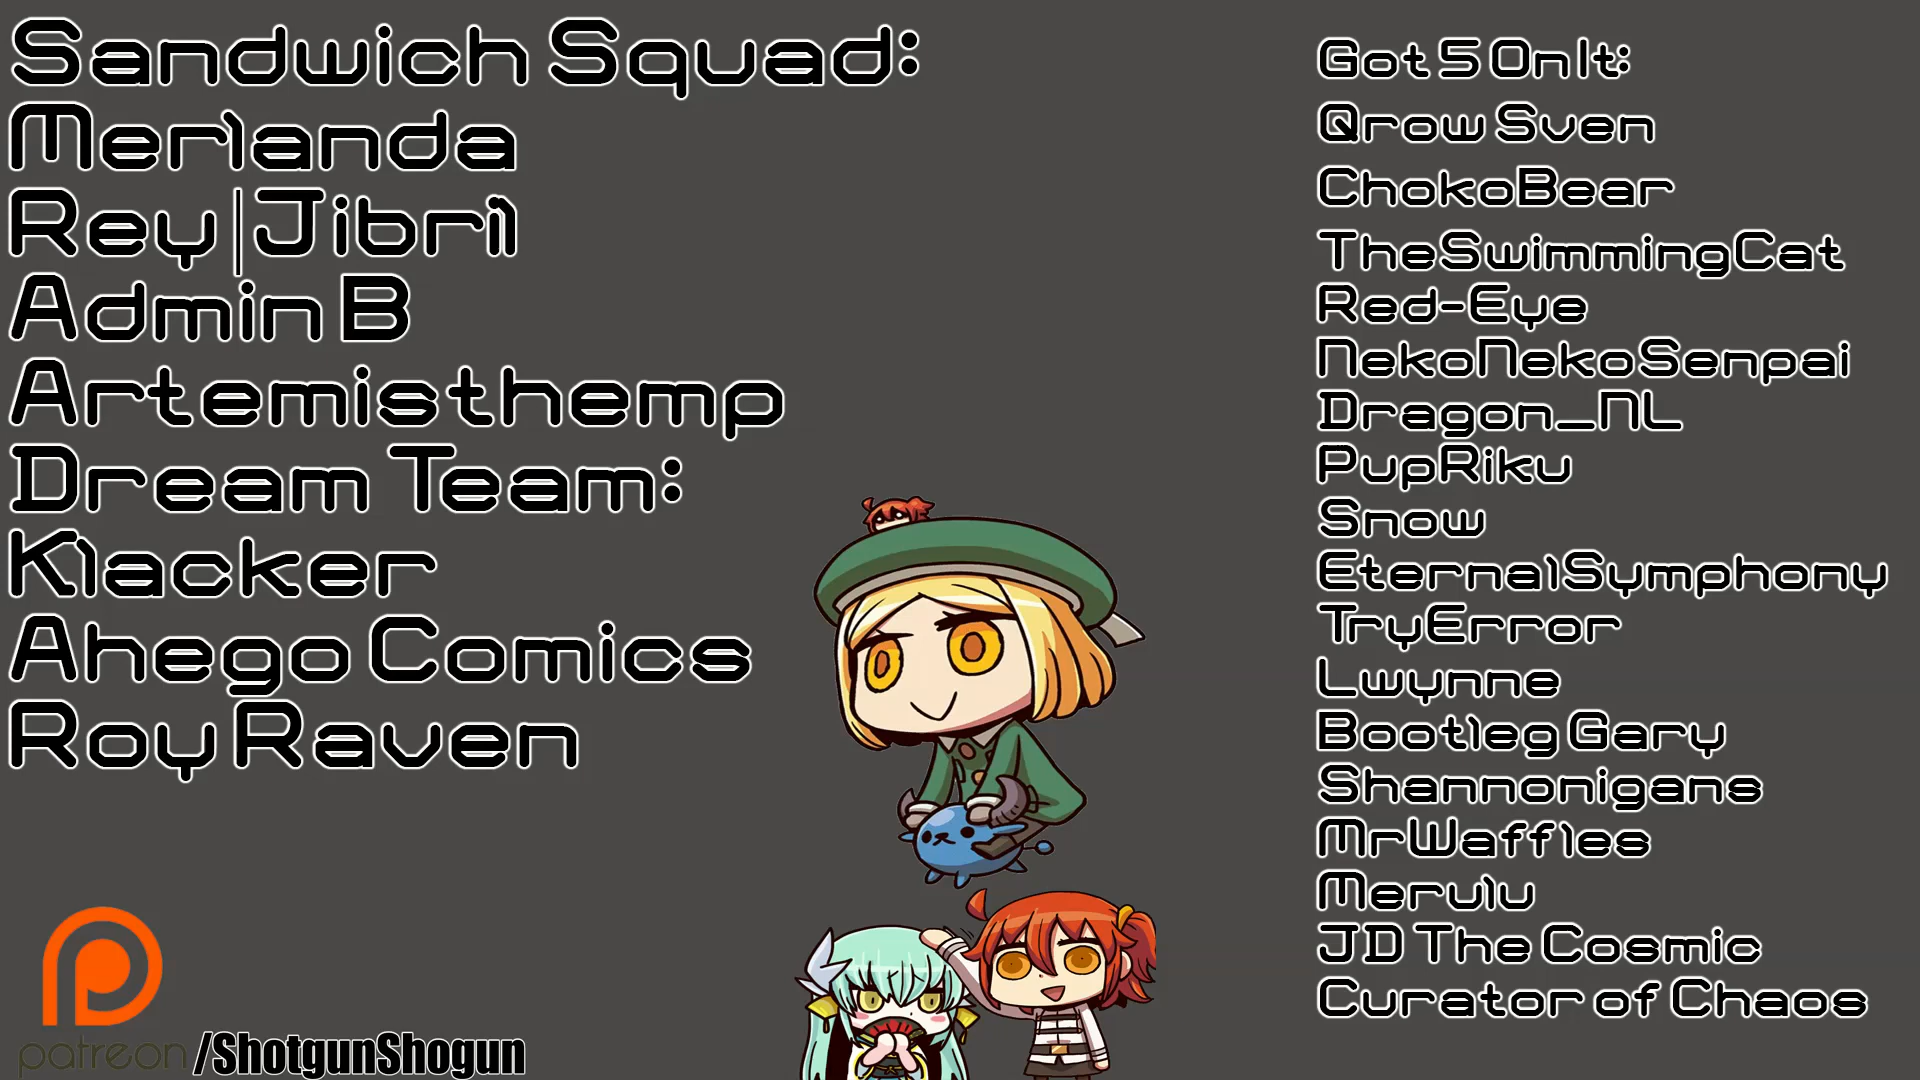 Sandwich Squad:
Merlanda
Rey|Jibril
Admin B
Artemisthemp
Dream Team:
Klacker
Ahego Comics
Roy Raven
patreon /ShotgunShogun
Got 5 On It:
Qrow Sven
ChokoBear
TheSwimmingCat
Red-Eye
NekoNekoSenpai
Dragon_NL
PupRiku
Snow
EternalSymphony
TryError
Lwynne
Bootleg Gary
Shannonigans
MrWaffles
Merulu
JD The Cosmic
Curator of Chaos